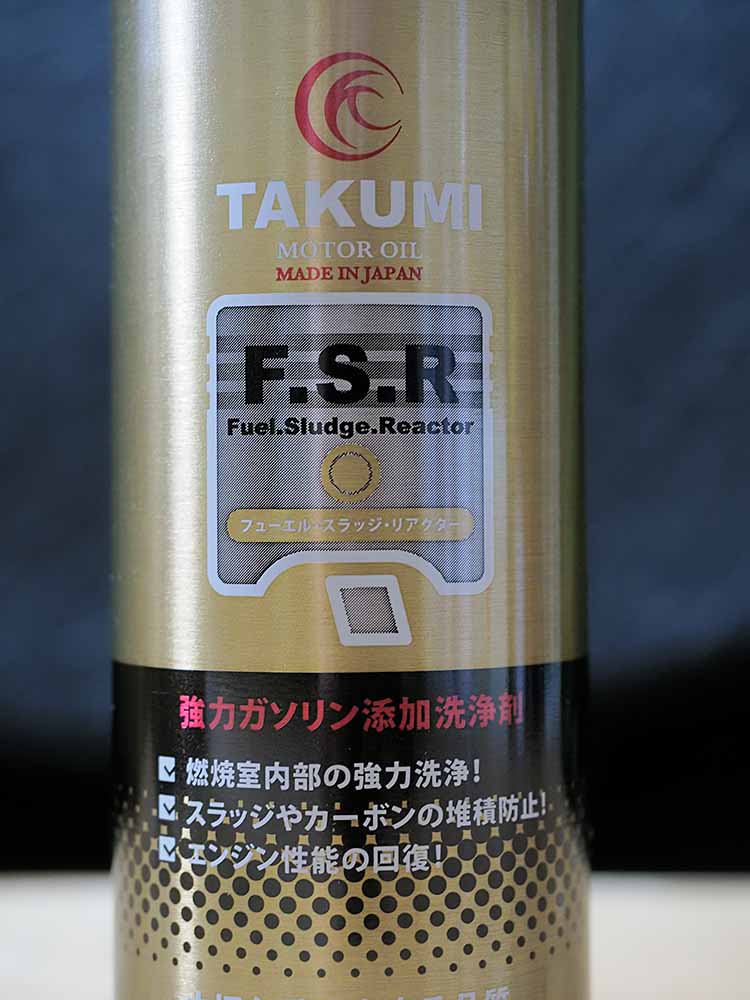 TAKUMI
MOTOR OIL
MADE IN JAPAN
F.S.R
Fuel.Sludge.Reactor
フューエル・スラッジ・リアクター
強力ガソリン添加洗浄剤
燃焼室内部の強力洗浄!
スラッジやカーボンの堆積防止!
エンジン性能の回復!